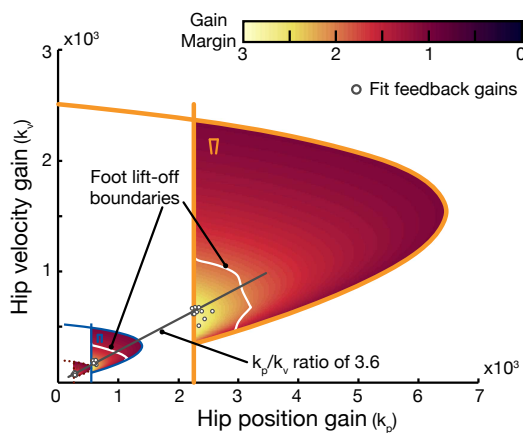 Gain
Margin
3 2 1 0
Fit feedback gains
x10³
3
2
1
Hip velocity gain (kᵥ)
Foot lift-off
boundaries
kₚ/kᵥ ratio of 3.6
x10³
0 1 2 3 4 5 6 7
Hip position gain (kₚ)